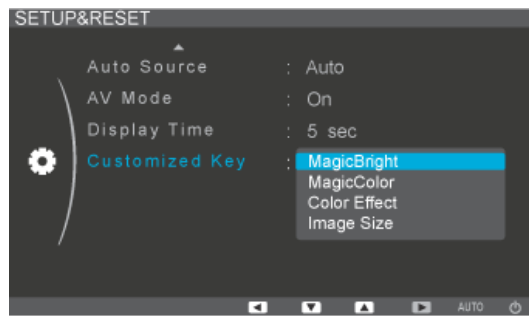 SETUP&RESET
Auto Source : Auto
AV Mode : On
Display Time : 5 sec
Customized Key : MagicBright
MagicColor
Color Effect
Image Size
AUTO